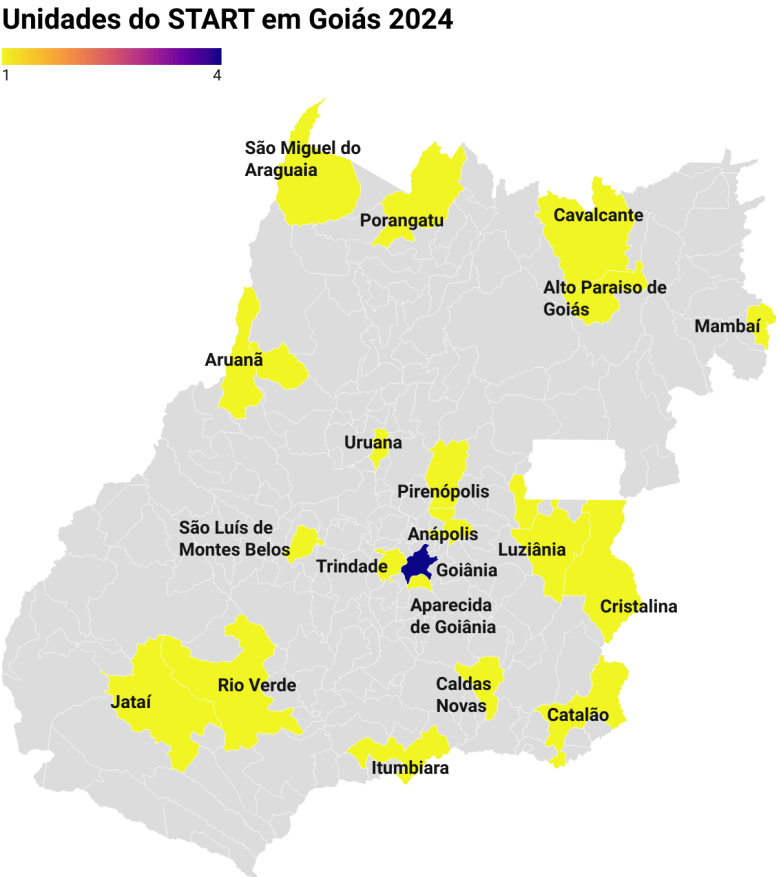 Unidades do START em Goiás 2024
1
4
São Miguel do
Araguaia
Porangatu
Cavalcante
Alto Paraiso de
Goiás
Mambaí
Aruanã
Uruana
Pirenópolis
São Luís de
Montes Belos
Anápolis
Luziânia
Trindade
Goiânia
Aparecida
de Goiânia
Cristalina
Rio Verde
Caldas
Novas
Jataí
Catalão
Itumbiara